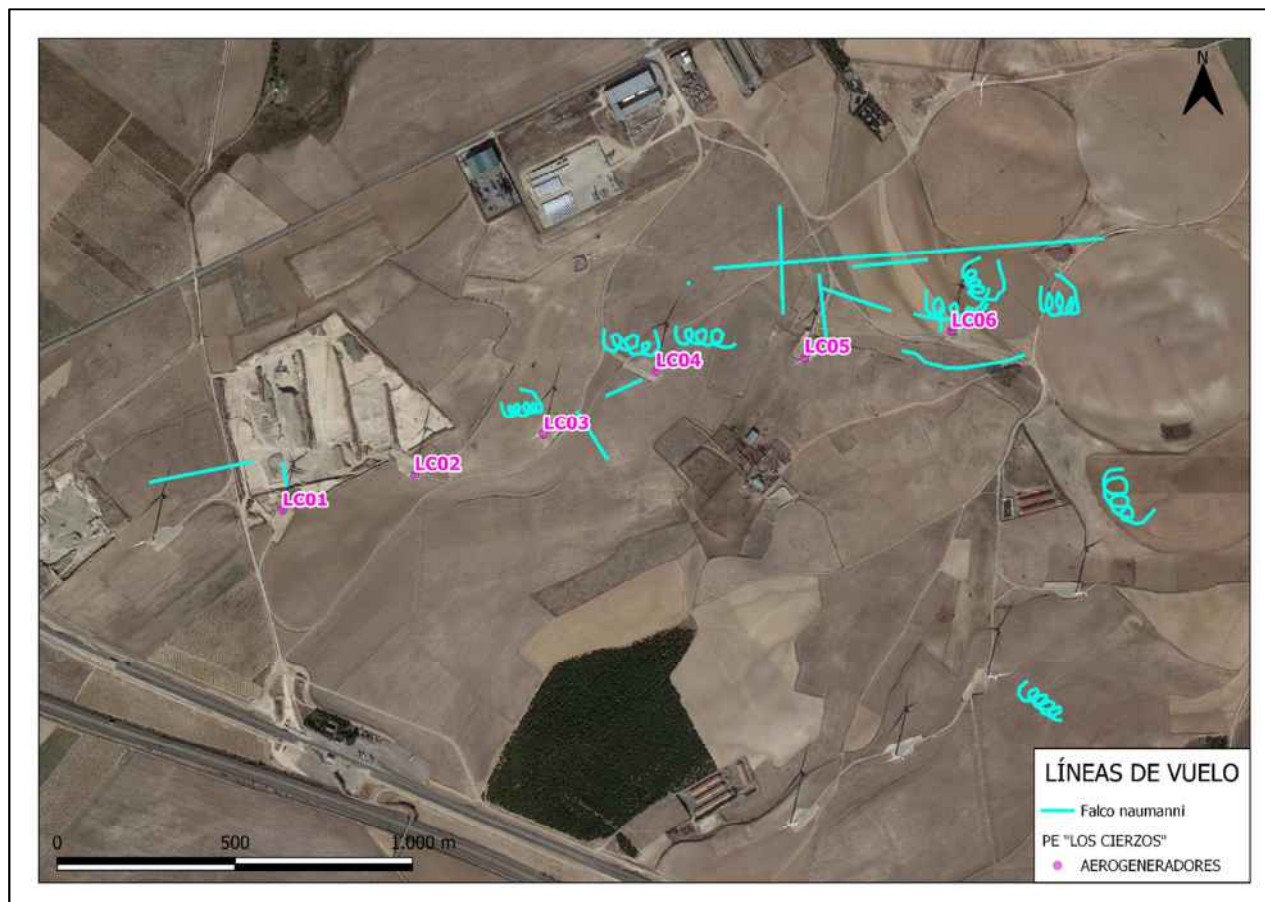 N
LC06
LC05
LC04
LC03
LC02
LC01
LÍNEAS DE VUELO
Falco naumanni
PE "LOS CIERZOS"
AEROGENERADORES
0 500 1.000 m